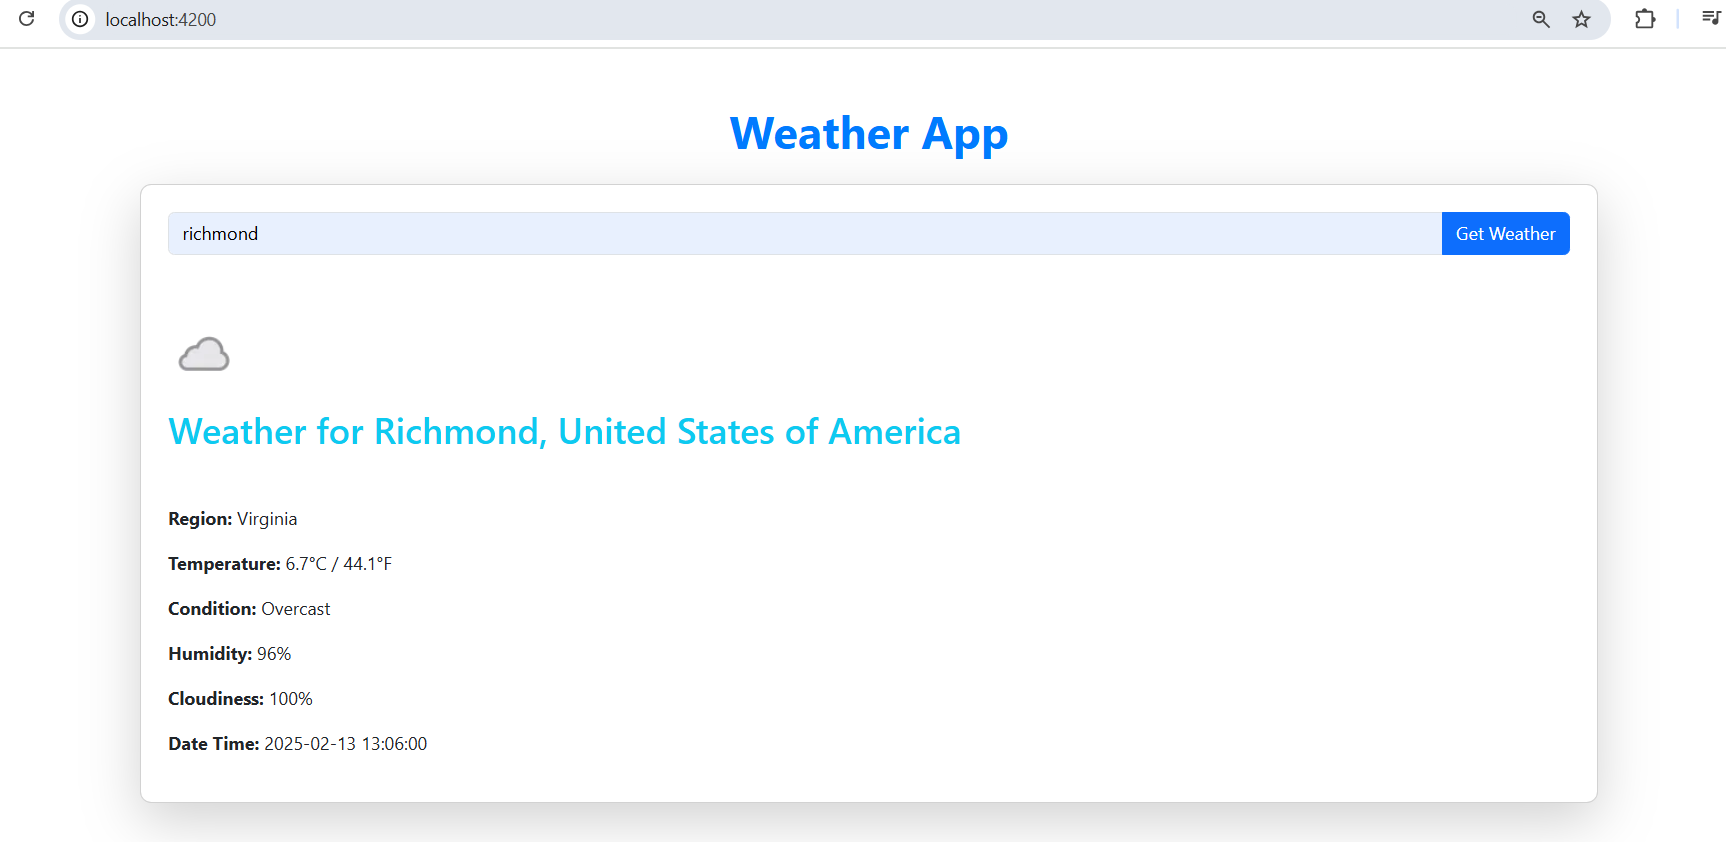 localhost:4200
Weather App
richmond
Get Weather
Weather for Richmond, United States of America
Region: Virginia
Temperature: 6.7°C / 44.1°F
Condition: Overcast
Humidity: 96%
Cloudiness: 100%
Date Time: 2025-02-13 13:06:00